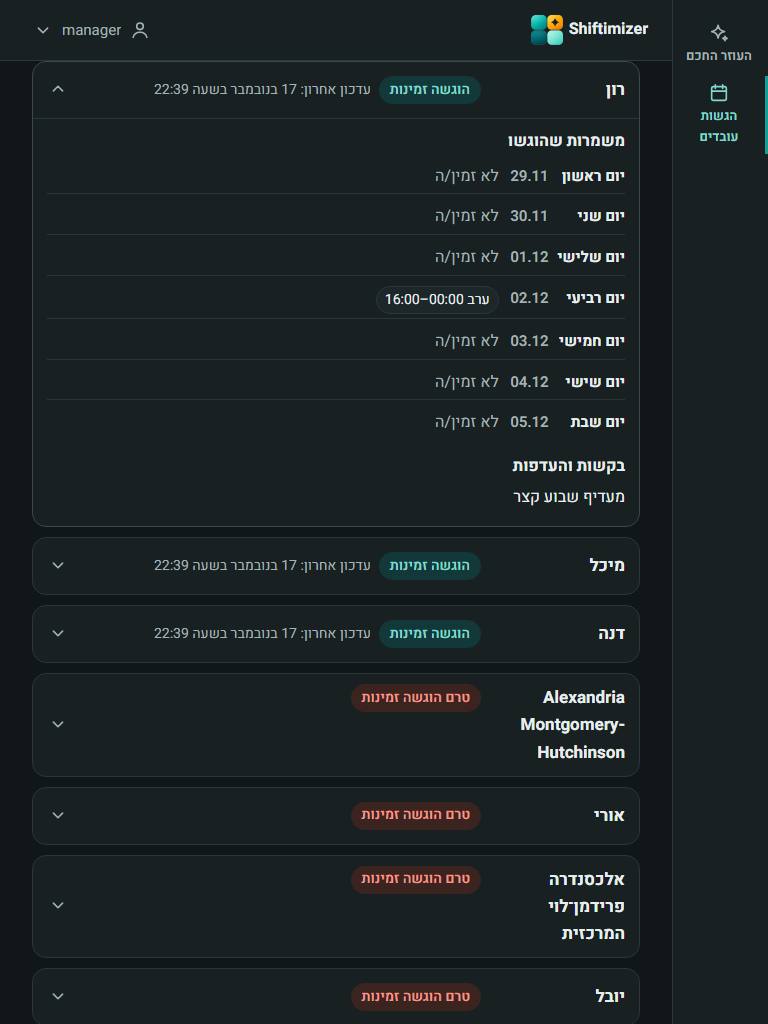 Shiftimizer
manager
העוזר החכם
הגשות
עובדים
רון
הוגשה זמינות
עדכון אחרון: 17 בנובמבר בשעה 22:39
משמרות שהוגשו
יום ראשון 29.11 לא זמין/ה
יום שני 30.11 לא זמין/ה
יום שלישי 01.12 לא זמין/ה
יום רביעי 02.12 ערב 16:00–00:00
יום חמישי 03.12 לא זמין/ה
יום שישי 04.12 לא זמין/ה
יום שבת 05.12 לא זמין/ה
בקשות והעדפות
מעדיף שבוע קצר
מיכל
הוגשה זמינות
עדכון אחרון: 17 בנובמבר בשעה 22:39
דנה
הוגשה זמינות
עדכון אחרון: 17 בנובמבר בשעה 22:39
Alexandria
Montgomery-
Hutchinson
טרם הוגשה זמינות
אורי
טרם הוגשה זמינות
אלכסנדרה
פרידמן־לוי
המרכזית
טרם הוגשה זמינות
יובל
טרם הוגשה זמינות